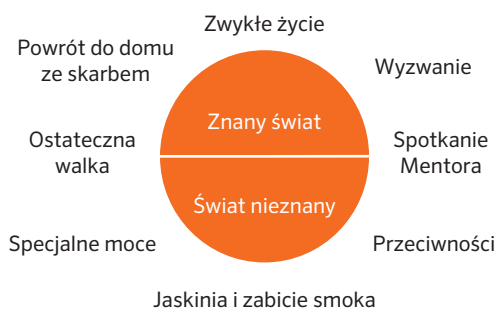 Zwykłe życie
Wyzwanie
Spotkanie
Mentora
Przeciwności
Jaskinia i zabicie smoka
Specjalne moce
Ostateczna
walka
Powrót do domu
ze skarbem
Znany świat
Świat nieznany